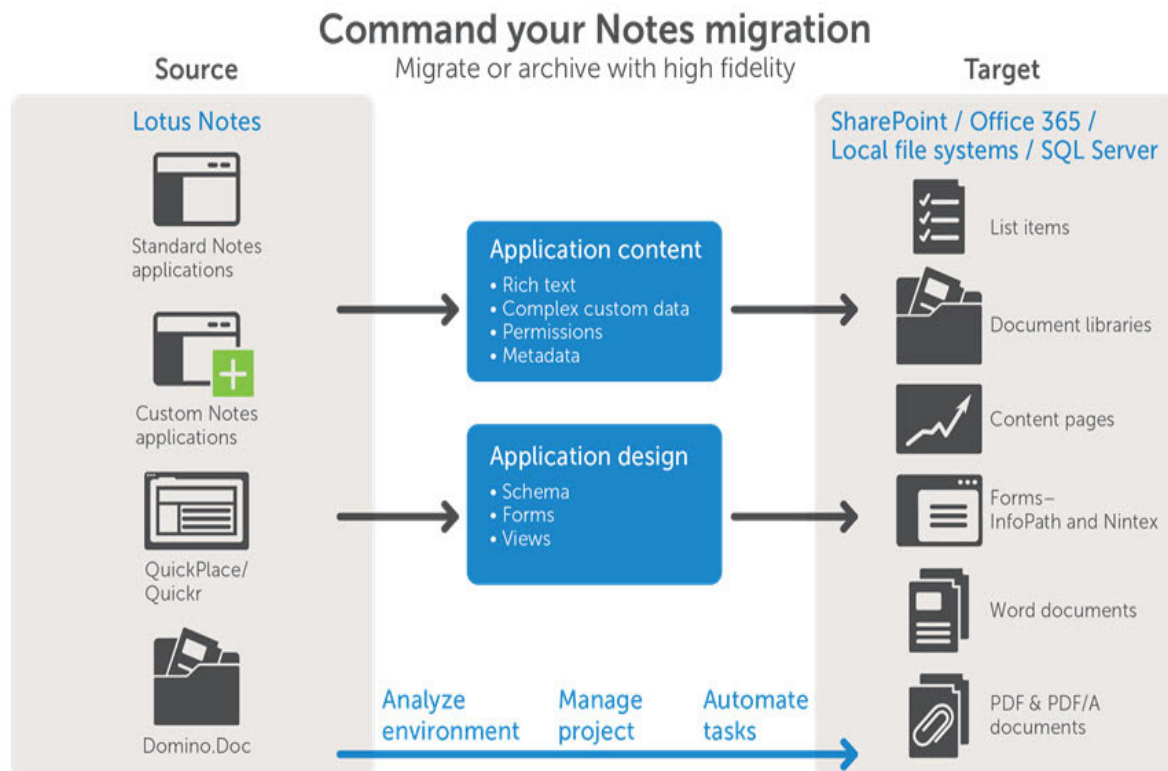 Command your Notes migration
Migrate or archive with high fidelity
Source
Target
Lotus Notes
Standard Notes
applications
Custom Notes
applications
QuickPlace/
Quickr
Domino.Doc
Application content
• Rich text
• Complex custom data
• Permissions
• Metadata
Application design
• Schema
• Forms
• Views
Analyze
environment
Manage
project
Automate
tasks
SharePoint / Office 365 /
Local file systems / SQL Server
List items
Document libraries
Content pages
Forms–
InfoPath and Nintex
Word documents
PDF & PDF/A
documents